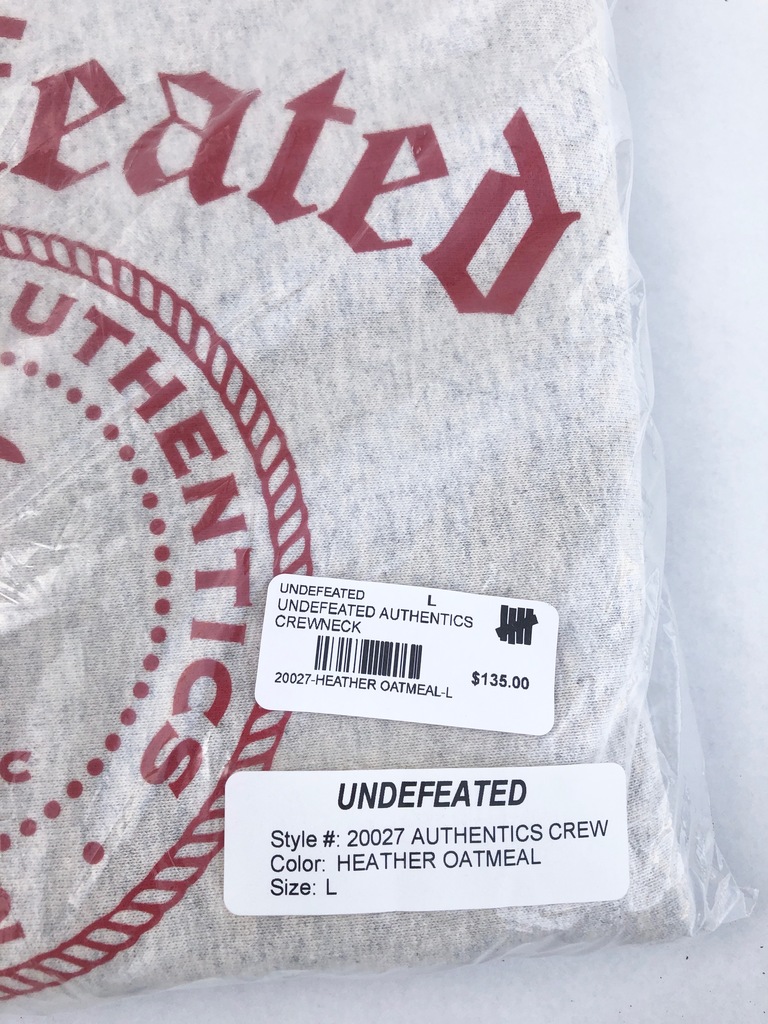 feated
UTHENTICS
C
UNDEFEATED L
UNDEFEATED AUTHENTICS
CREWNECK
20027-HEATHER OATMEAL-L $135.00
UNDEFEATED
Style #: 20027 AUTHENTICS CREW
Color: HEATHER OATMEAL
Size: L